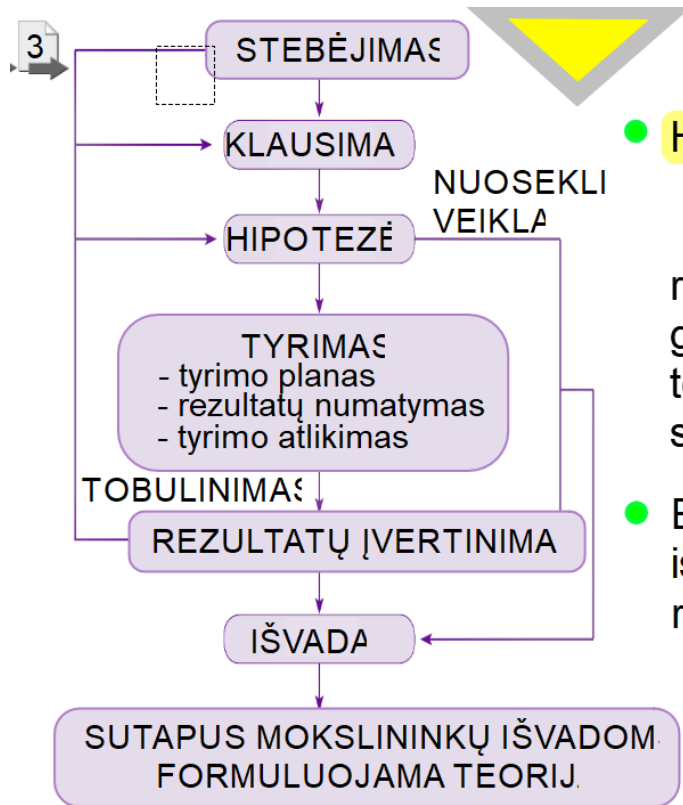 3
STEBĖJIMAS
KLAUSIMA
HIPOTEZĖ
NUOSEKLI
VEIKLA
TYRIMAS
- tyrimo planas
- rezultatų numatymas
- tyrimo atlikimas
TOBULINIMAS
REZULTATŲ ĮVERTINIMA
IŠVADA
SUTAPUS MOKSLININKŲ IŠVADOM
FORMULUOJAMA TEORIJ